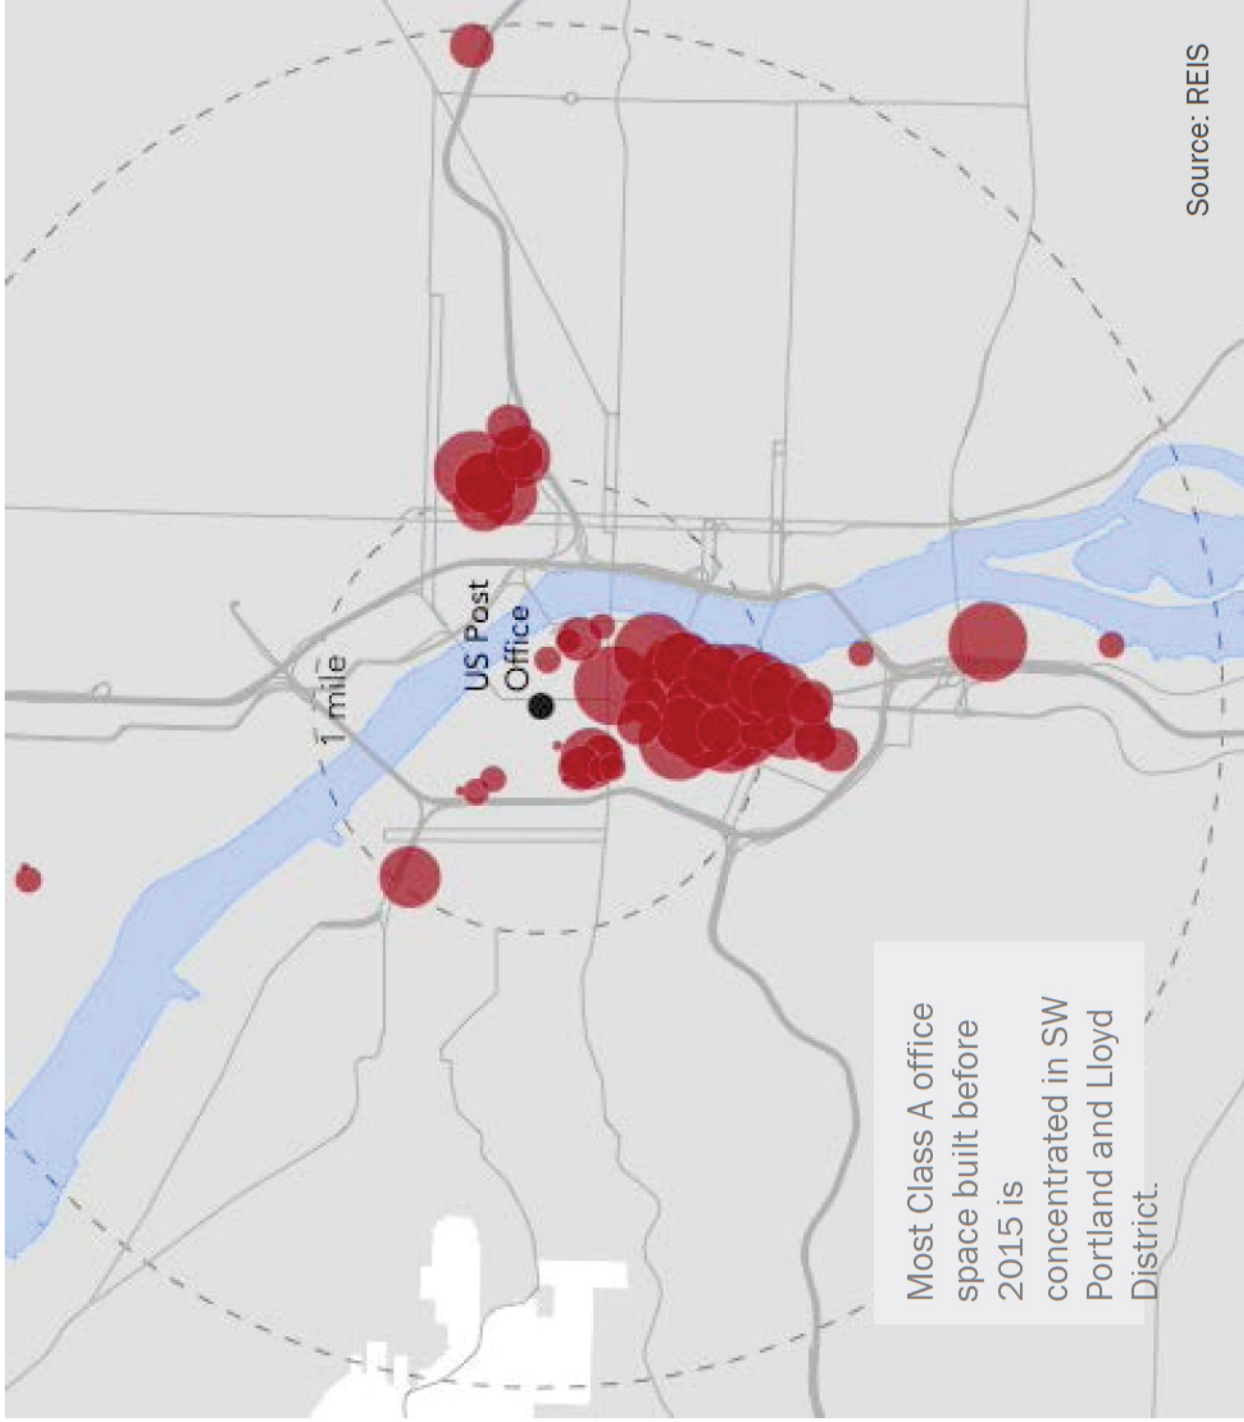 1 mile
US Post
Office
Most Class A office
space built before
2015 is
concentrated in SW
Portland and Lloyd
District.
Source: REIS